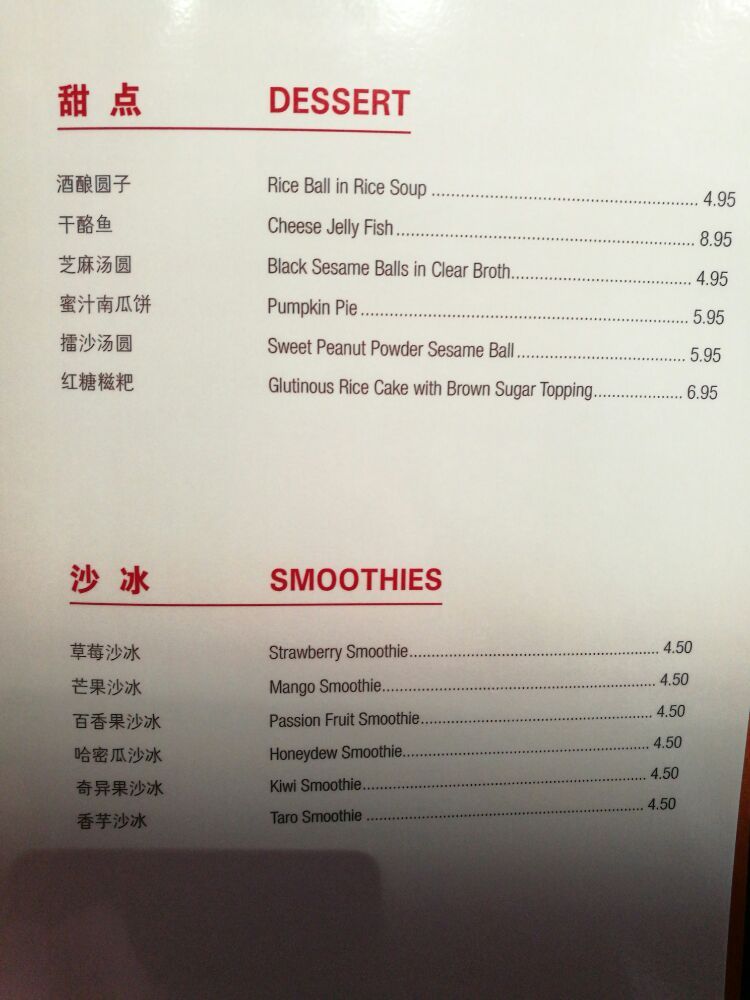 甜 点 DESSERT
酒酿圆子 Rice Ball in Rice Soup 4.95
干酪鱼 Cheese Jelly Fish 8.95
芝麻汤圆 Black Sesame Balls in Clear Broth 4.95
蜜汁南瓜饼 Pumpkin Pie 5.95
擂沙汤圆 Sweet Peanut Powder Sesame Ball 5.95
红糖糍粑 Glutinous Rice Cake with Brown Sugar Topping 6.95
沙 冰 SMOOTHIES
草莓沙冰 Strawberry Smoothie 4.50
芒果沙冰 Mango Smoothie 4.50
百香果沙冰 Passion Fruit Smoothie 4.50
哈密瓜沙冰 Honeydew Smoothie 4.50
奇异果沙冰 Kiwi Smoothie 4.50
香芋沙冰 Taro Smoothie 4.50